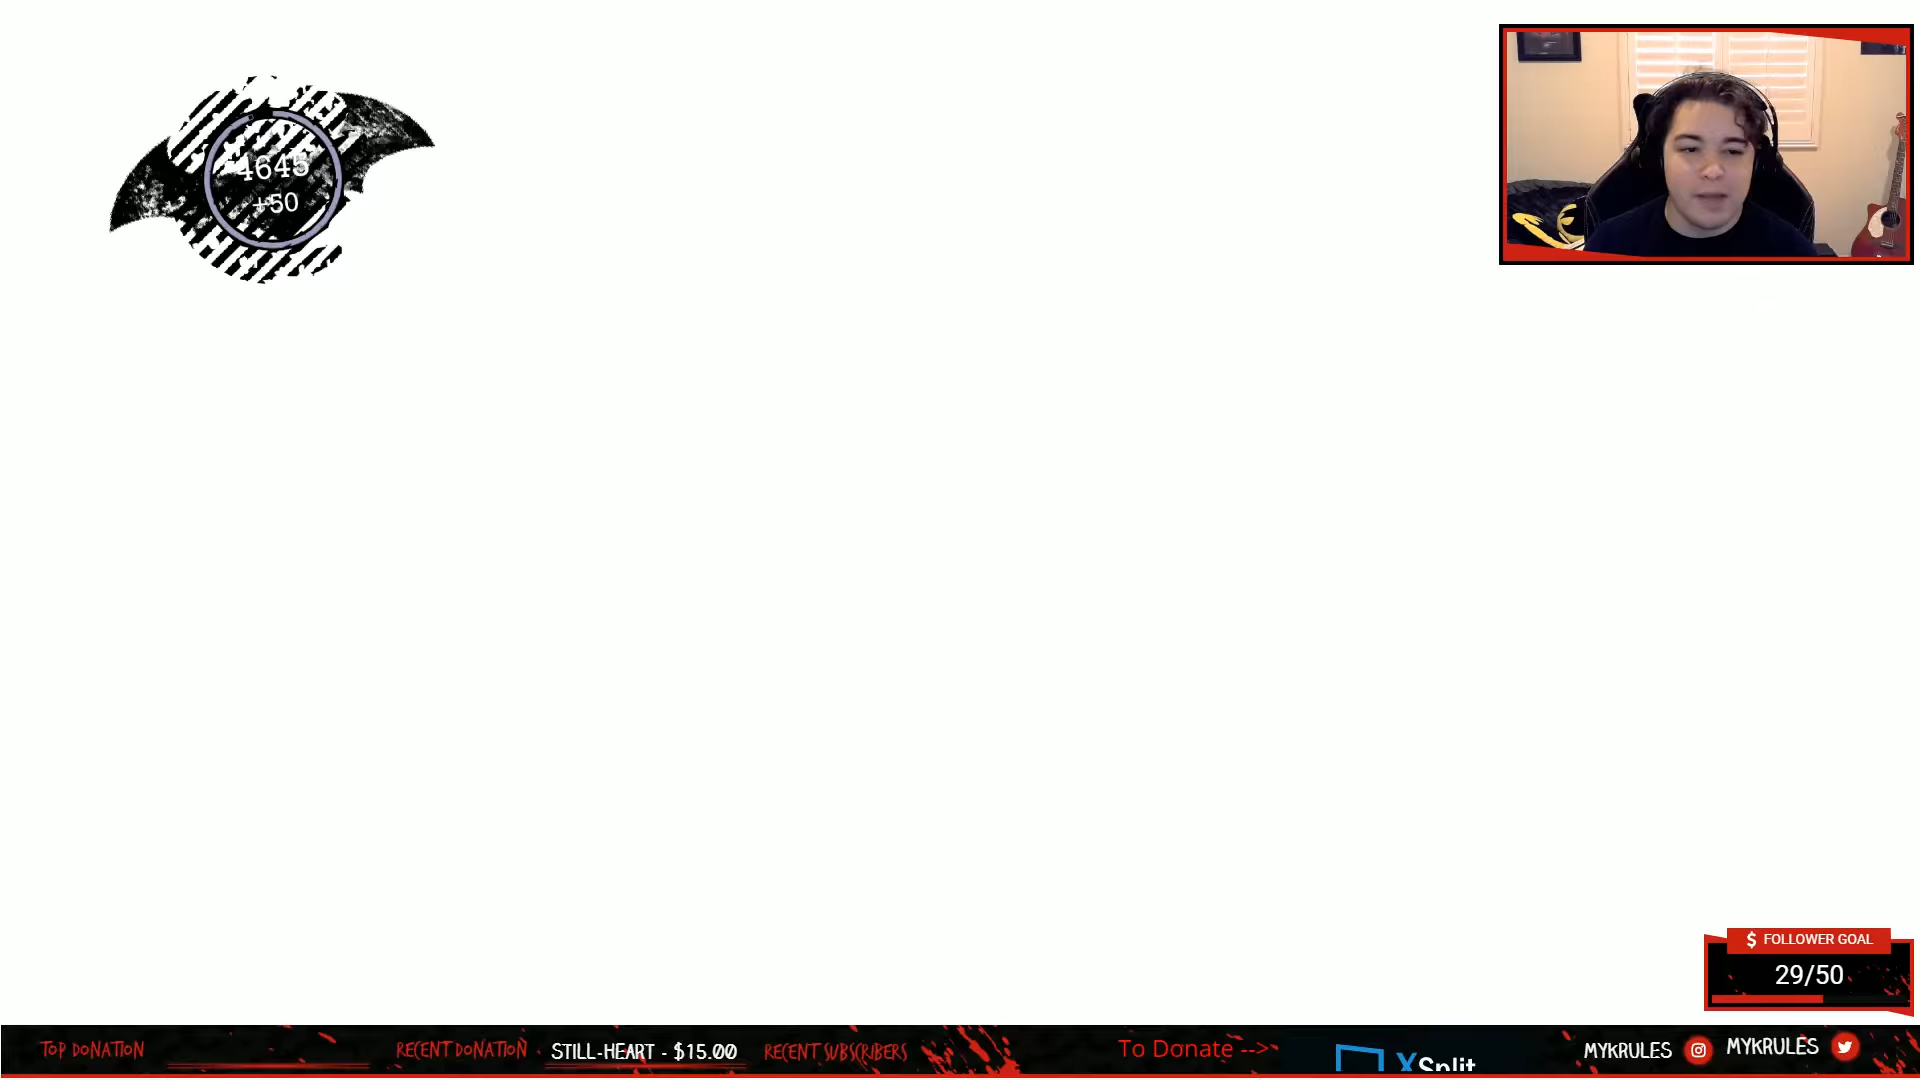 4645
+50
$ FOLLOWER GOAL
29/50
TOP DONATION
RECENT DONATION
STILL-HEART - $15.00
RECENT SUBSCRIBERS
To Donate -->
XSplit
MYKRULES
MYKRULES